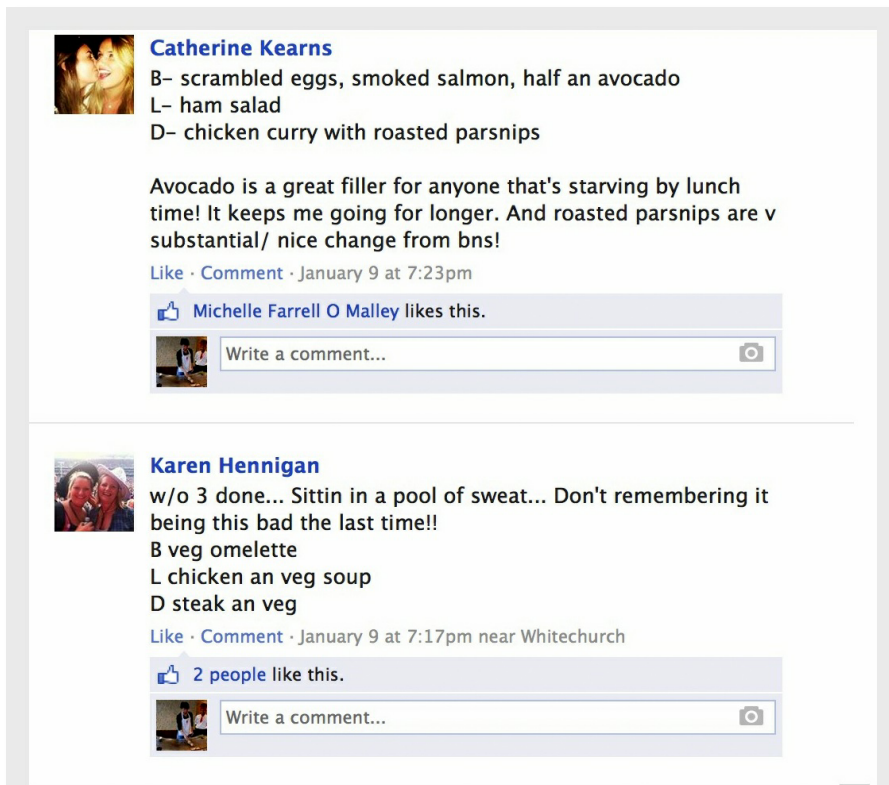 Catherine Kearns
B- scrambled eggs, smoked salmon, half an avocado
L- ham salad
D- chicken curry with roasted parsnips
Avocado is a great filler for anyone that's starving by lunch
time! It keeps me going for longer. And roasted parsnips are v
substantial/ nice change from bns!
Like · Comment · January 9 at 7:23pm
Michelle Farrell O Malley likes this.
Write a comment...
Karen Hennigan
w/o 3 done... Sittin in a pool of sweat... Don't remembering it
being this bad the last time!!
B veg omelette
L chicken an veg soup
D steak an veg
Like · Comment · January 9 at 7:17pm near Whitechurch
2 people like this.
Write a comment...